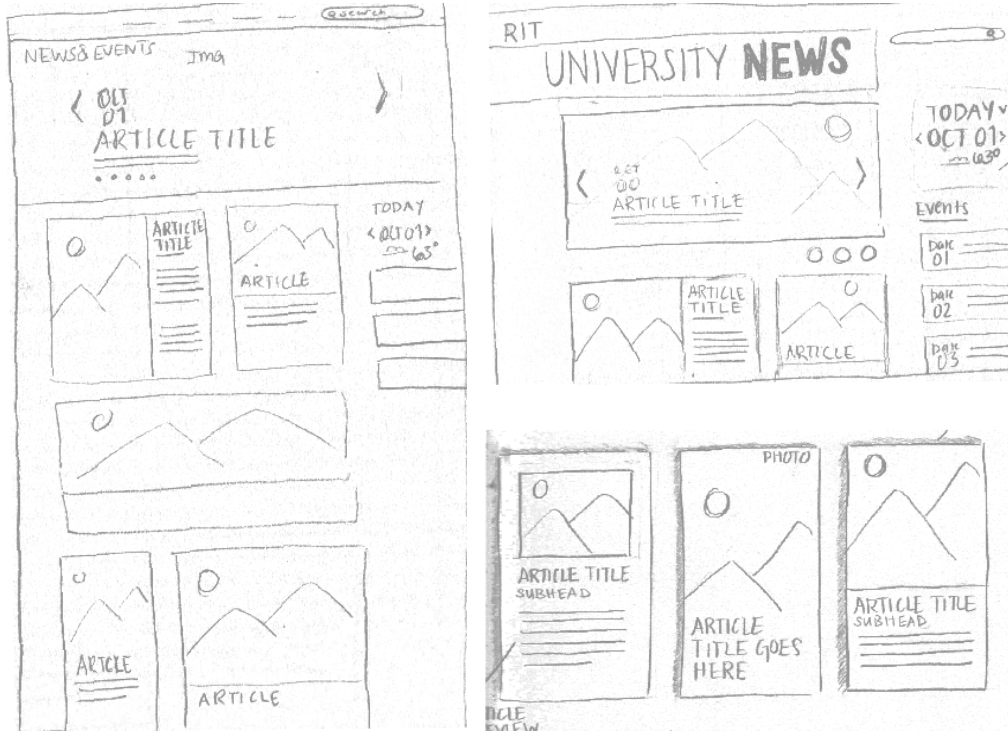 search
NEWS & EVENTS
Img
< OCT >
01
ARTICLE TITLE
ARTICLE
TITLE
ARTICLE
TODAY
< OCT 01 >
63°
ARTICLE
ARTICLE
RIT
UNIVERSITY NEWS
< OCT >
00
ARTICLE TITLE
TODAY
< OCT 01 >
63°
Events
Date
01
Date
02
Date
03
ARTICLE
TITLE
ARTICLE
ARTICLE TITLE
SUBHEAD
PHOTO
ARTICLE
TITLE GOES
HERE
ARTICLE TITLE
SUBHEAD